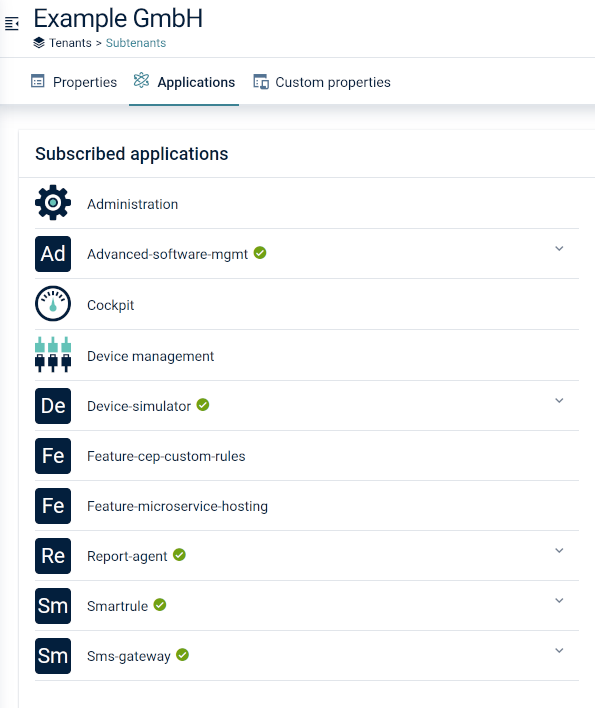 Example GmbH
Tenants > Subtenants
Properties Applications Custom properties
Subscribed applications
Administration
Ad Advanced-software-mgmt
Cockpit
Device management
De Device-simulator
Fe Feature-cep-custom-rules
Fe Feature-microservice-hosting
Re Report-agent
Sm Smartrule
Sm Sms-gateway